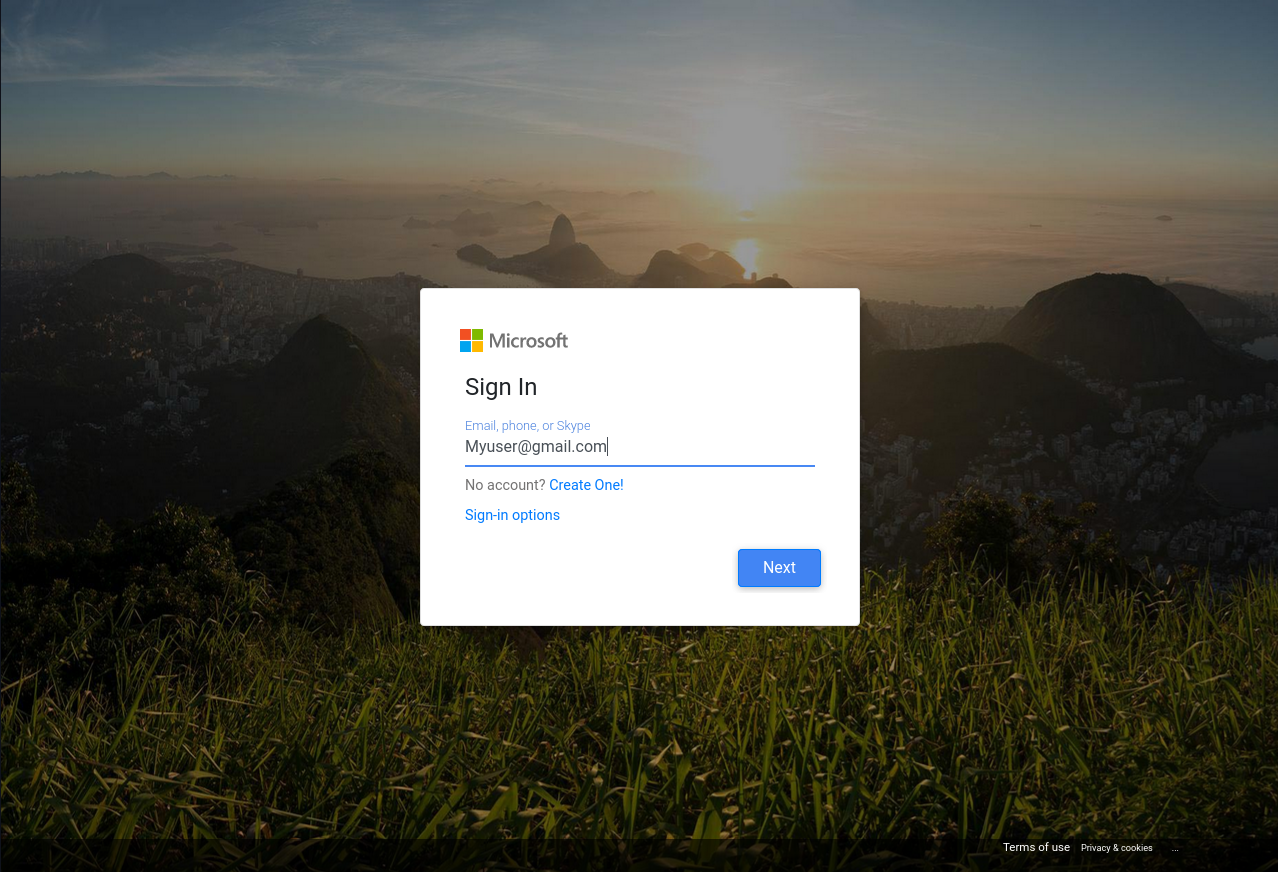 Microsoft
Sign In
Email, phone, or Skype
Myuser@gmail.com
No account? Create One!
Sign-in options
Next
Terms of use Privacy & cookies ...